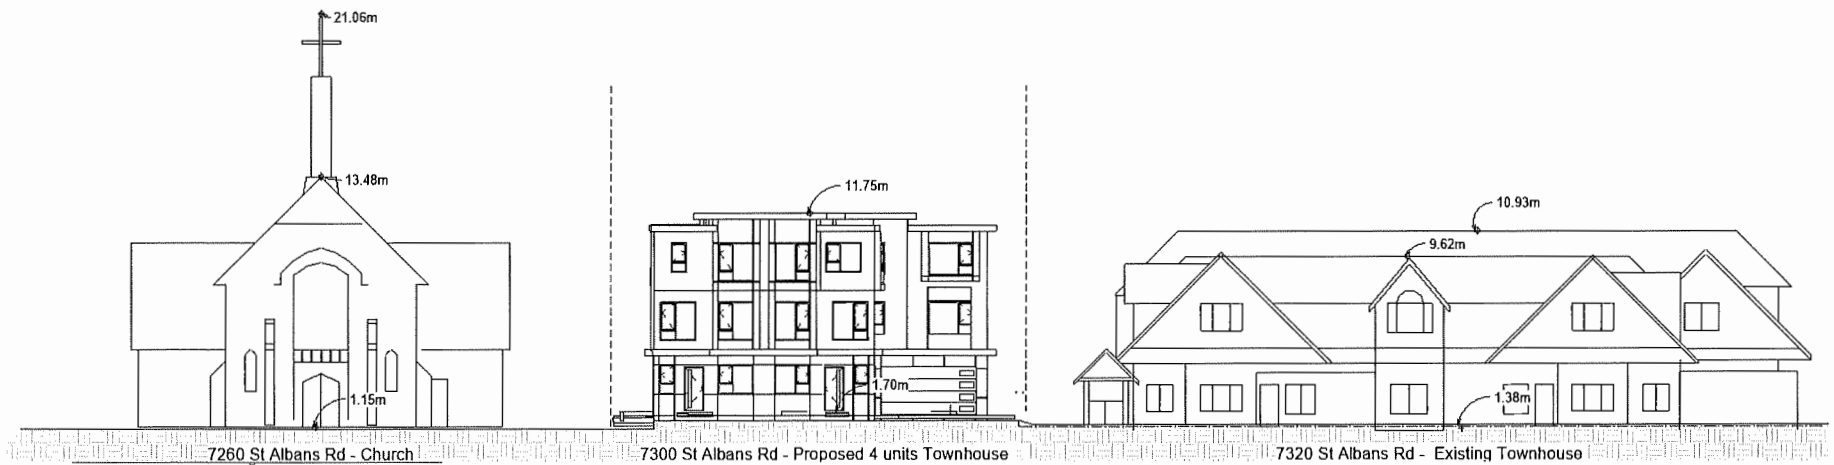 21.06m
13.48m
11.75m
10.93m
9.62m
1.70m
1.15m
1.38m
7260 St Albans Rd - Church
7300 St Albans Rd - Proposed 4 units Townhouse
7320 St Albans Rd - Existing Townhouse